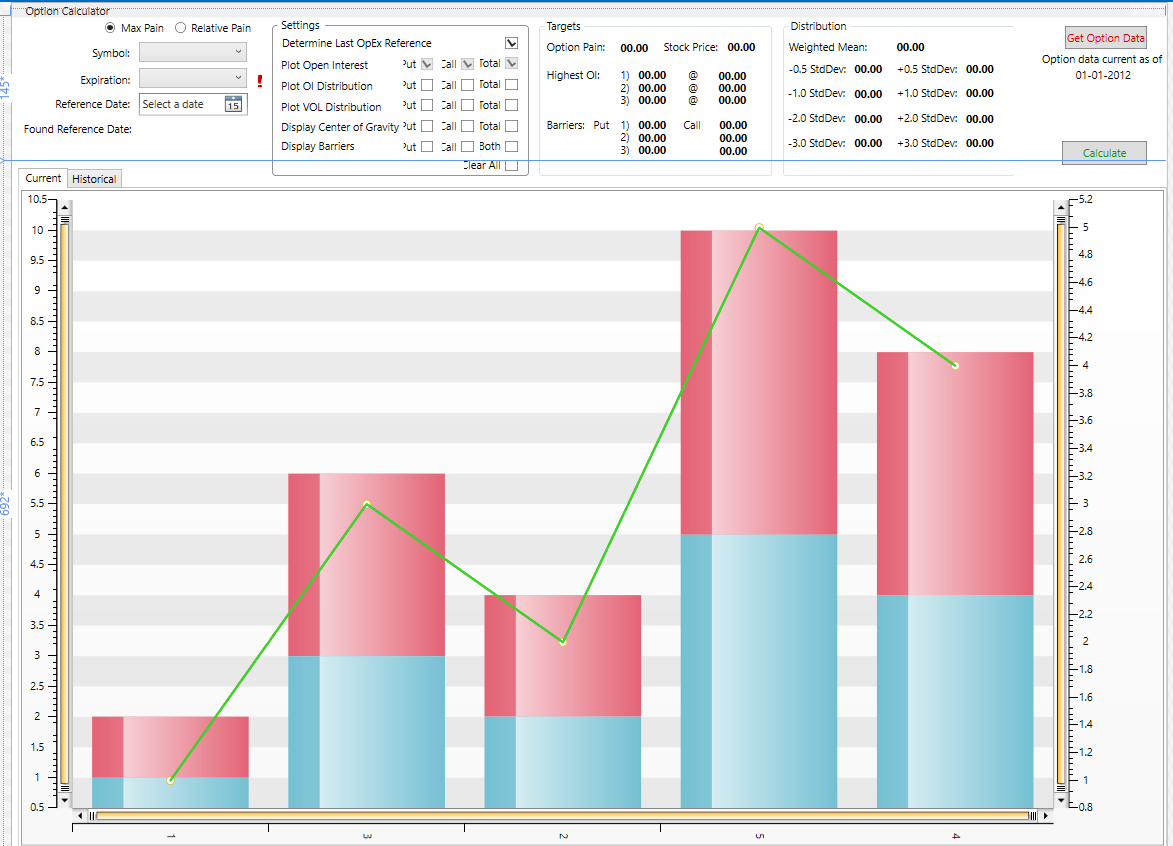 Option Calculator
Max Pain Relative Pain
Symbol:
Expiration: !
Reference Date: Select a date 15
Found Reference Date:
Settings
Determine Last OpEx Reference
Plot Open Interest Put Call Total
Plot OI Distribution Put Call Total
Plot VOL Distribution Put Call Total
Display Center of Gravity Put Call Total
Display Barriers Put Call Both
Clear All
Targets
Option Pain: 00.00 Stock Price: 00.00
Highest OI: 1) 00.00 @ 00.00
2) 00.00 @ 00.00
3) 00.00 @ 00.00
Barriers: Put 1) 00.00 Call 00.00
2) 00.00 00.00
3) 00.00 00.00
Distribution
Weighted Mean: 00.00
-0.5 StdDev: 00.00 +0.5 StdDev: 00.00
-1.0 StdDev: 00.00 +1.0 StdDev: 00.00
-2.0 StdDev: 00.00 +2.0 StdDev: 00.00
-3.0 StdDev: 00.00 +3.0 StdDev: 00.00
Get Option Data
Option data current as of
01-01-2012
Calculate
145*
692*
Current Historical
10.5
10
9.5
9
8.5
8
7.5
7
6.5
6
5.5
5
4.5
4
3.5
3
2.5
2
1.5
1
0.5
5.2
5
4.8
4.6
4.4
4.2
4
3.8
3.6
3.4
3.2
3
2.8
2.6
2.4
2.2
2
1.8
1.6
1.4
1.2
1
0.8
1 3 2 5 4